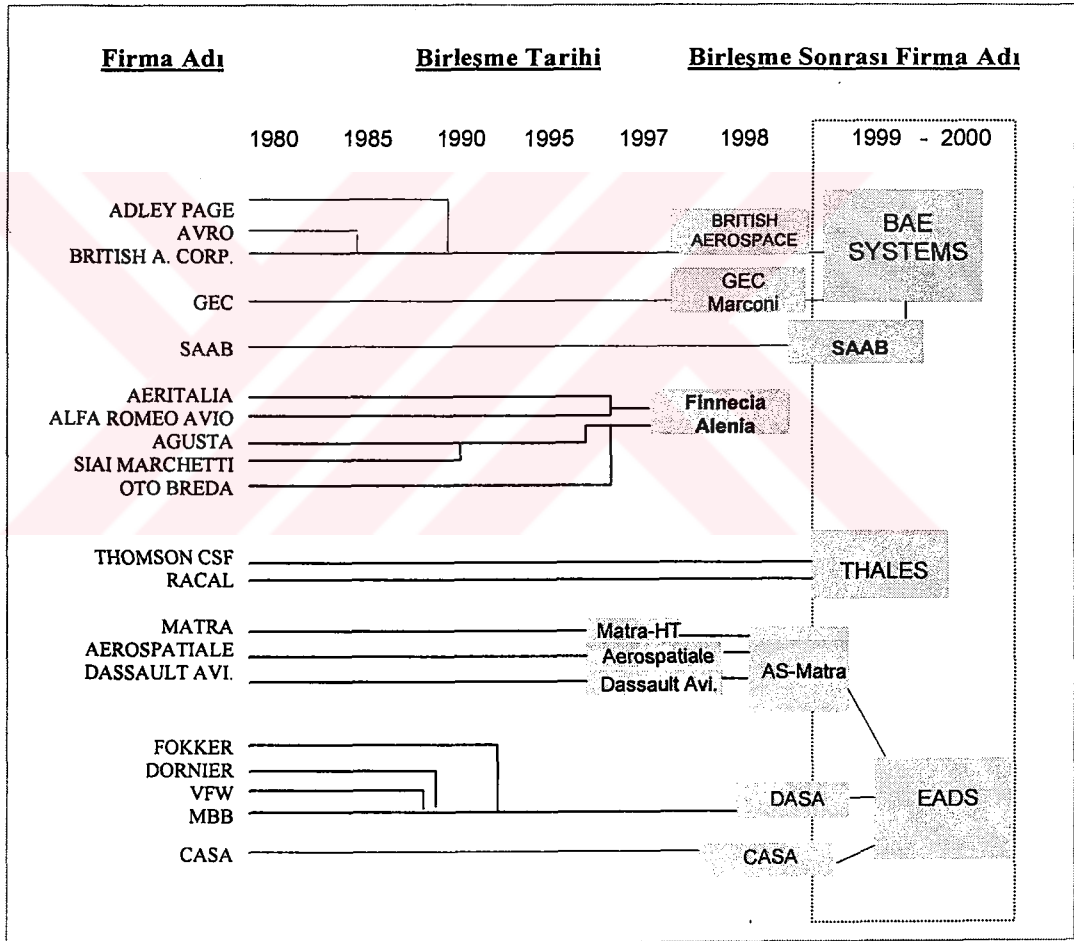 Firma Adı Birleşme Tarihi Birleşme Sonrası Firma Adı
1980 1985 1990 1995 1997 1998 1999 - 2000
ADLEY PAGE
AVRO
BRITISH A. CORP.
BRITISH
AEROSPACE
BAE
SYSTEMS
GEC
GEC
Marconi
SAAB
SAAB
AERITALIA
ALFA ROMEO AVIO
AGUSTA
SIAI MARCHETTI
OTO BREDA
Finnecia
Alenia
THOMSON CSF
RACAL
THALES
MATRA
AEROSPATIALE
DASSAULT AVI.
Matra-HT
Aerospatiale
Dassault Avi.
AS-Matra
FOKKER
DORNIER
VFW
MBB
DASA
EADS
CASA
CASA